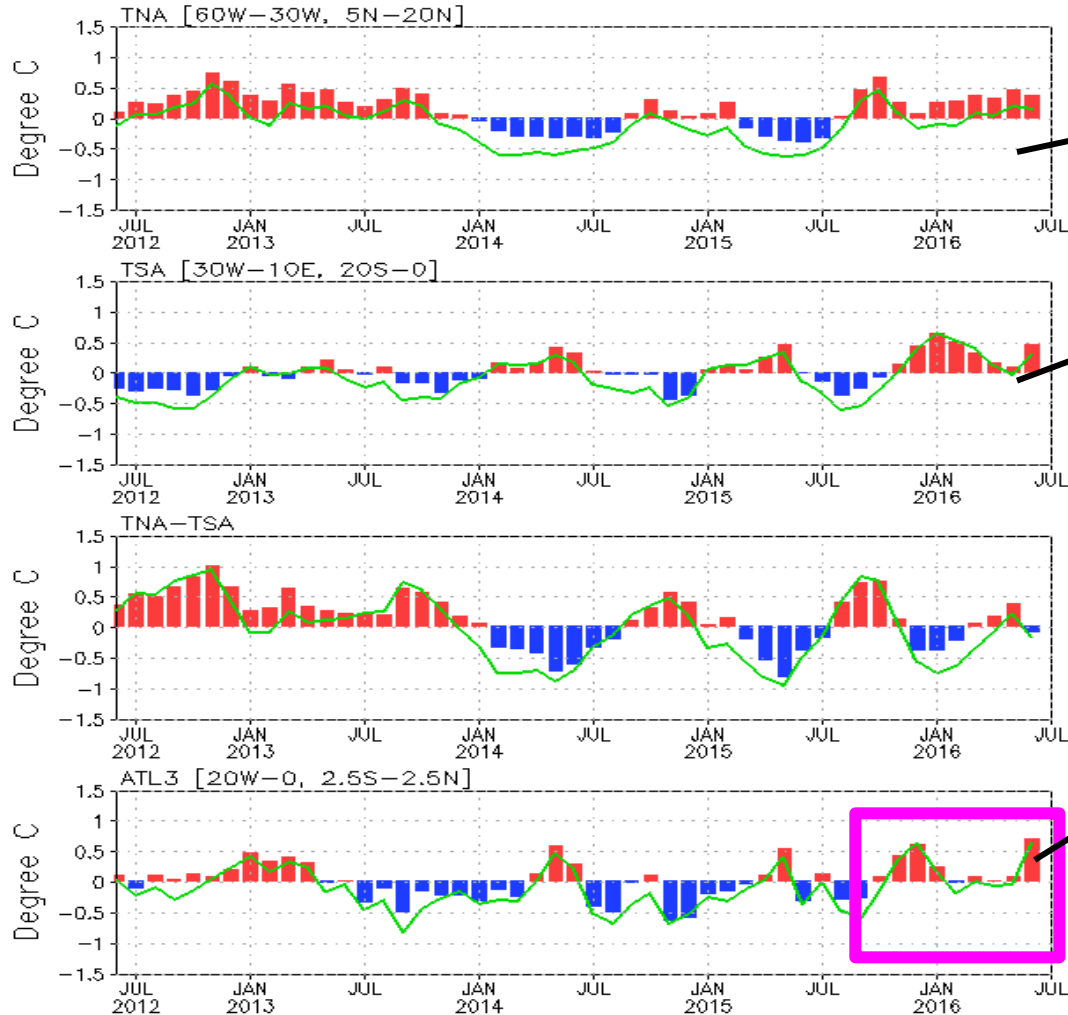 TNA [60W-30W, 5N-20N]
Degree C
1.5
1
0.5
0
-0.5
-1
-1.5
JUL JAN JUL JAN JUL JAN JUL JAN JUL
2012 2013 2014 2015 2016
TSA [30W-10E, 20S-0]
Degree C
1.5
1
0.5
0
-0.5
-1
-1.5
JUL JAN JUL JAN JUL JAN JUL JAN JUL
2012 2013 2014 2015 2016
TNA-TSA
Degree C
1.5
1
0.5
0
-0.5
-1
-1.5
JUL JAN JUL JAN JUL JAN JUL JAN JUL
2012 2013 2014 2015 2016
ATL3 [20W-0, 2.5S-2.5N]
Degree C
1.5
1
0.5
0
-0.5
-1
-1.5
JUL JAN JUL JAN JUL JAN JUL JAN JUL
2012 2013 2014 2015 2016